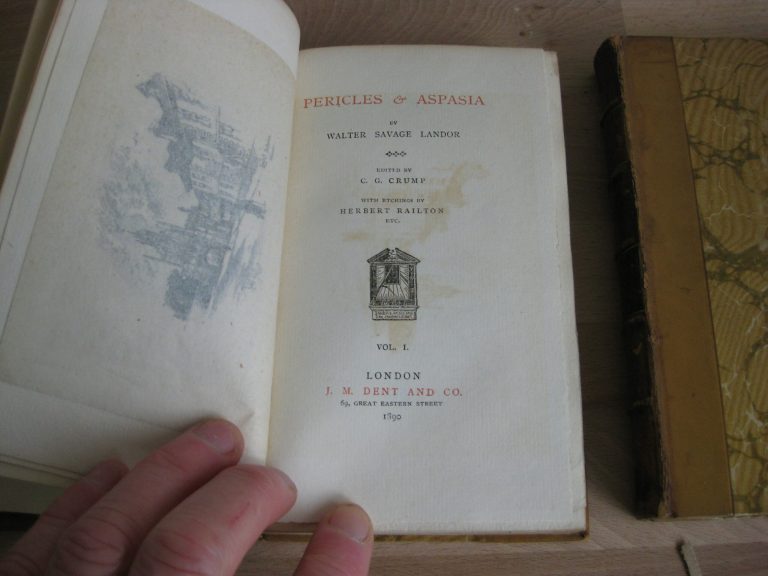 PERICLES & ASPASIA
BY
WALTER SAVAGE LANDOR
EDITED BY
C. G. CRUMP
WITH ETCHINGS BY
HERBERT RAILTON
ETC.
VOL. I.
LONDON
J. M. DENT AND CO.
69, GREAT EASTERN STREET
1890